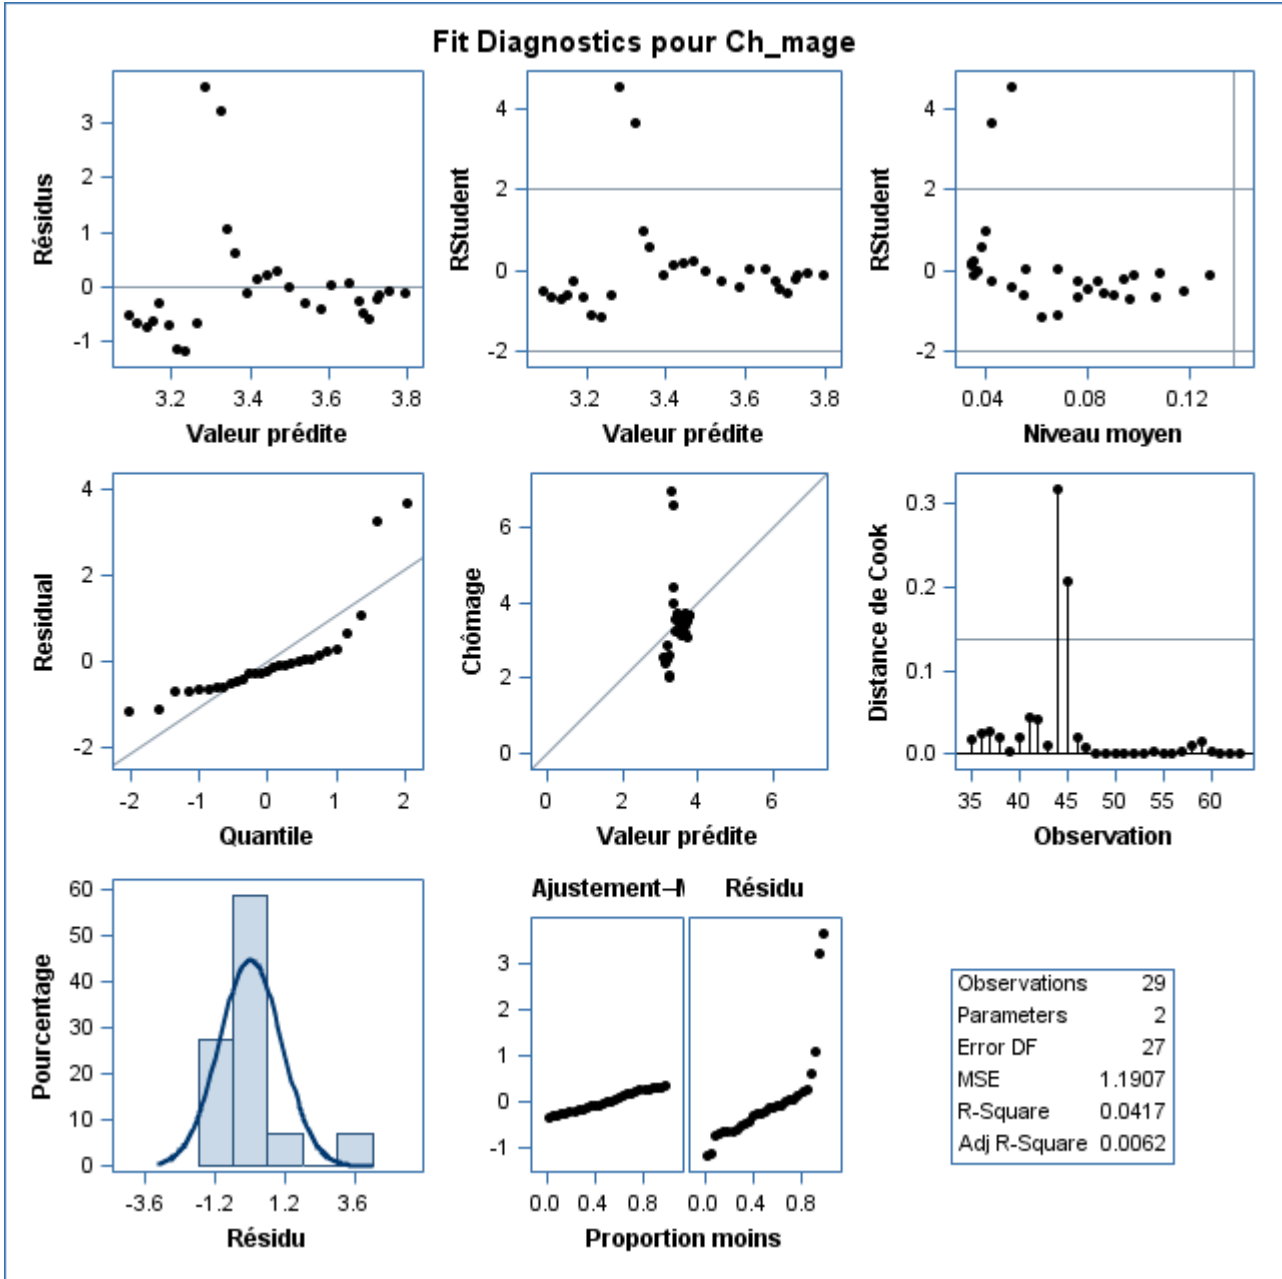 Fit Diagnostics pour Ch_mage
Résidus
3
2
1
0
-1
3.2 3.4 3.6 3.8
Valeur prédite
RStudent
4
2
0
-2
3.2 3.4 3.6 3.8
Valeur prédite
RStudent
4
2
0
-2
0.04 0.08 0.12
Niveau moyen
Residual
4
2
0
-2
-2 -1 0 1 2
Quantile
Chômage
6
4
2
0
0 2 4 6
Valeur prédite
Distance de Cook
0.3
0.2
0.1
0.0
35 40 45 50 55 60
Observation
Pourcentage
60
50
40
30
20
10
0
-3.6 -1.2 1.2 3.6
Résidu
Ajustement–M Résidu
3
2
1
0
-1
0.0 0.4 0.8 0.0 0.4 0.8
Proportion moins
Observations 29
Parameters 2
Error DF 27
MSE 1.1907
R-Square 0.0417
Adj R-Square 0.0062